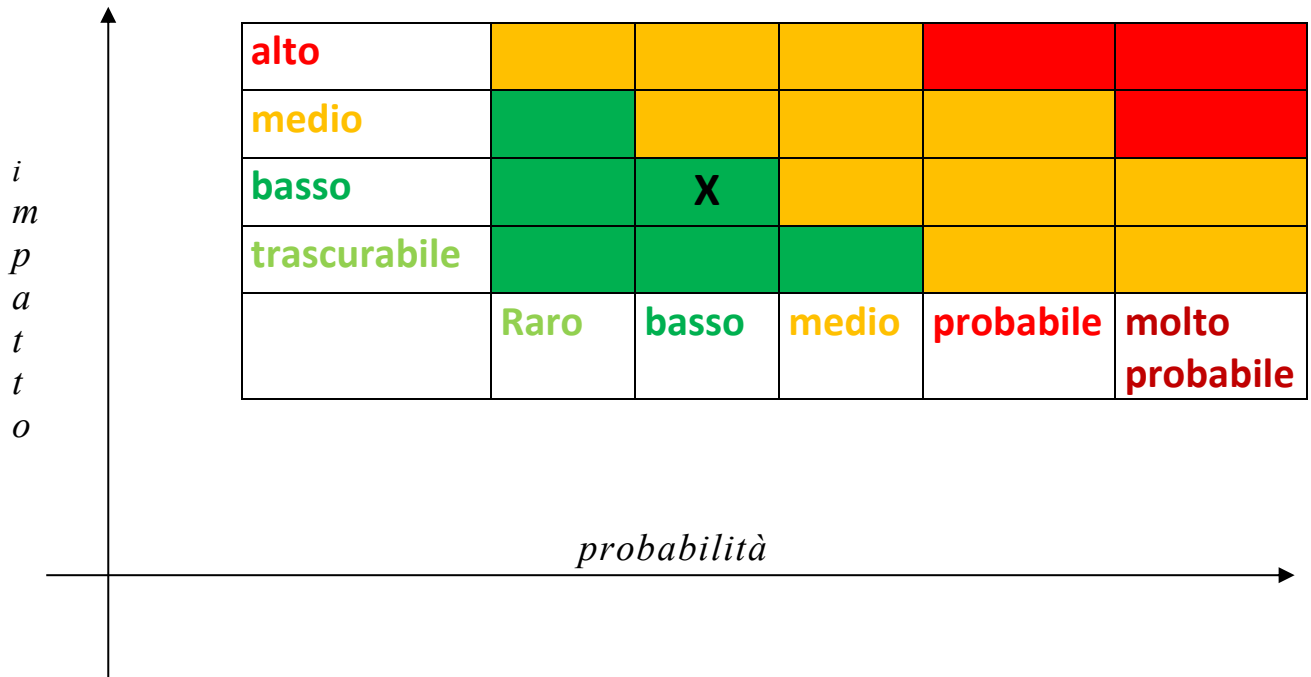 alto
medio
basso X
trascurabile
Raro basso medio probabile molto
probabile
i
m
p
a
t
t
o
probabilità